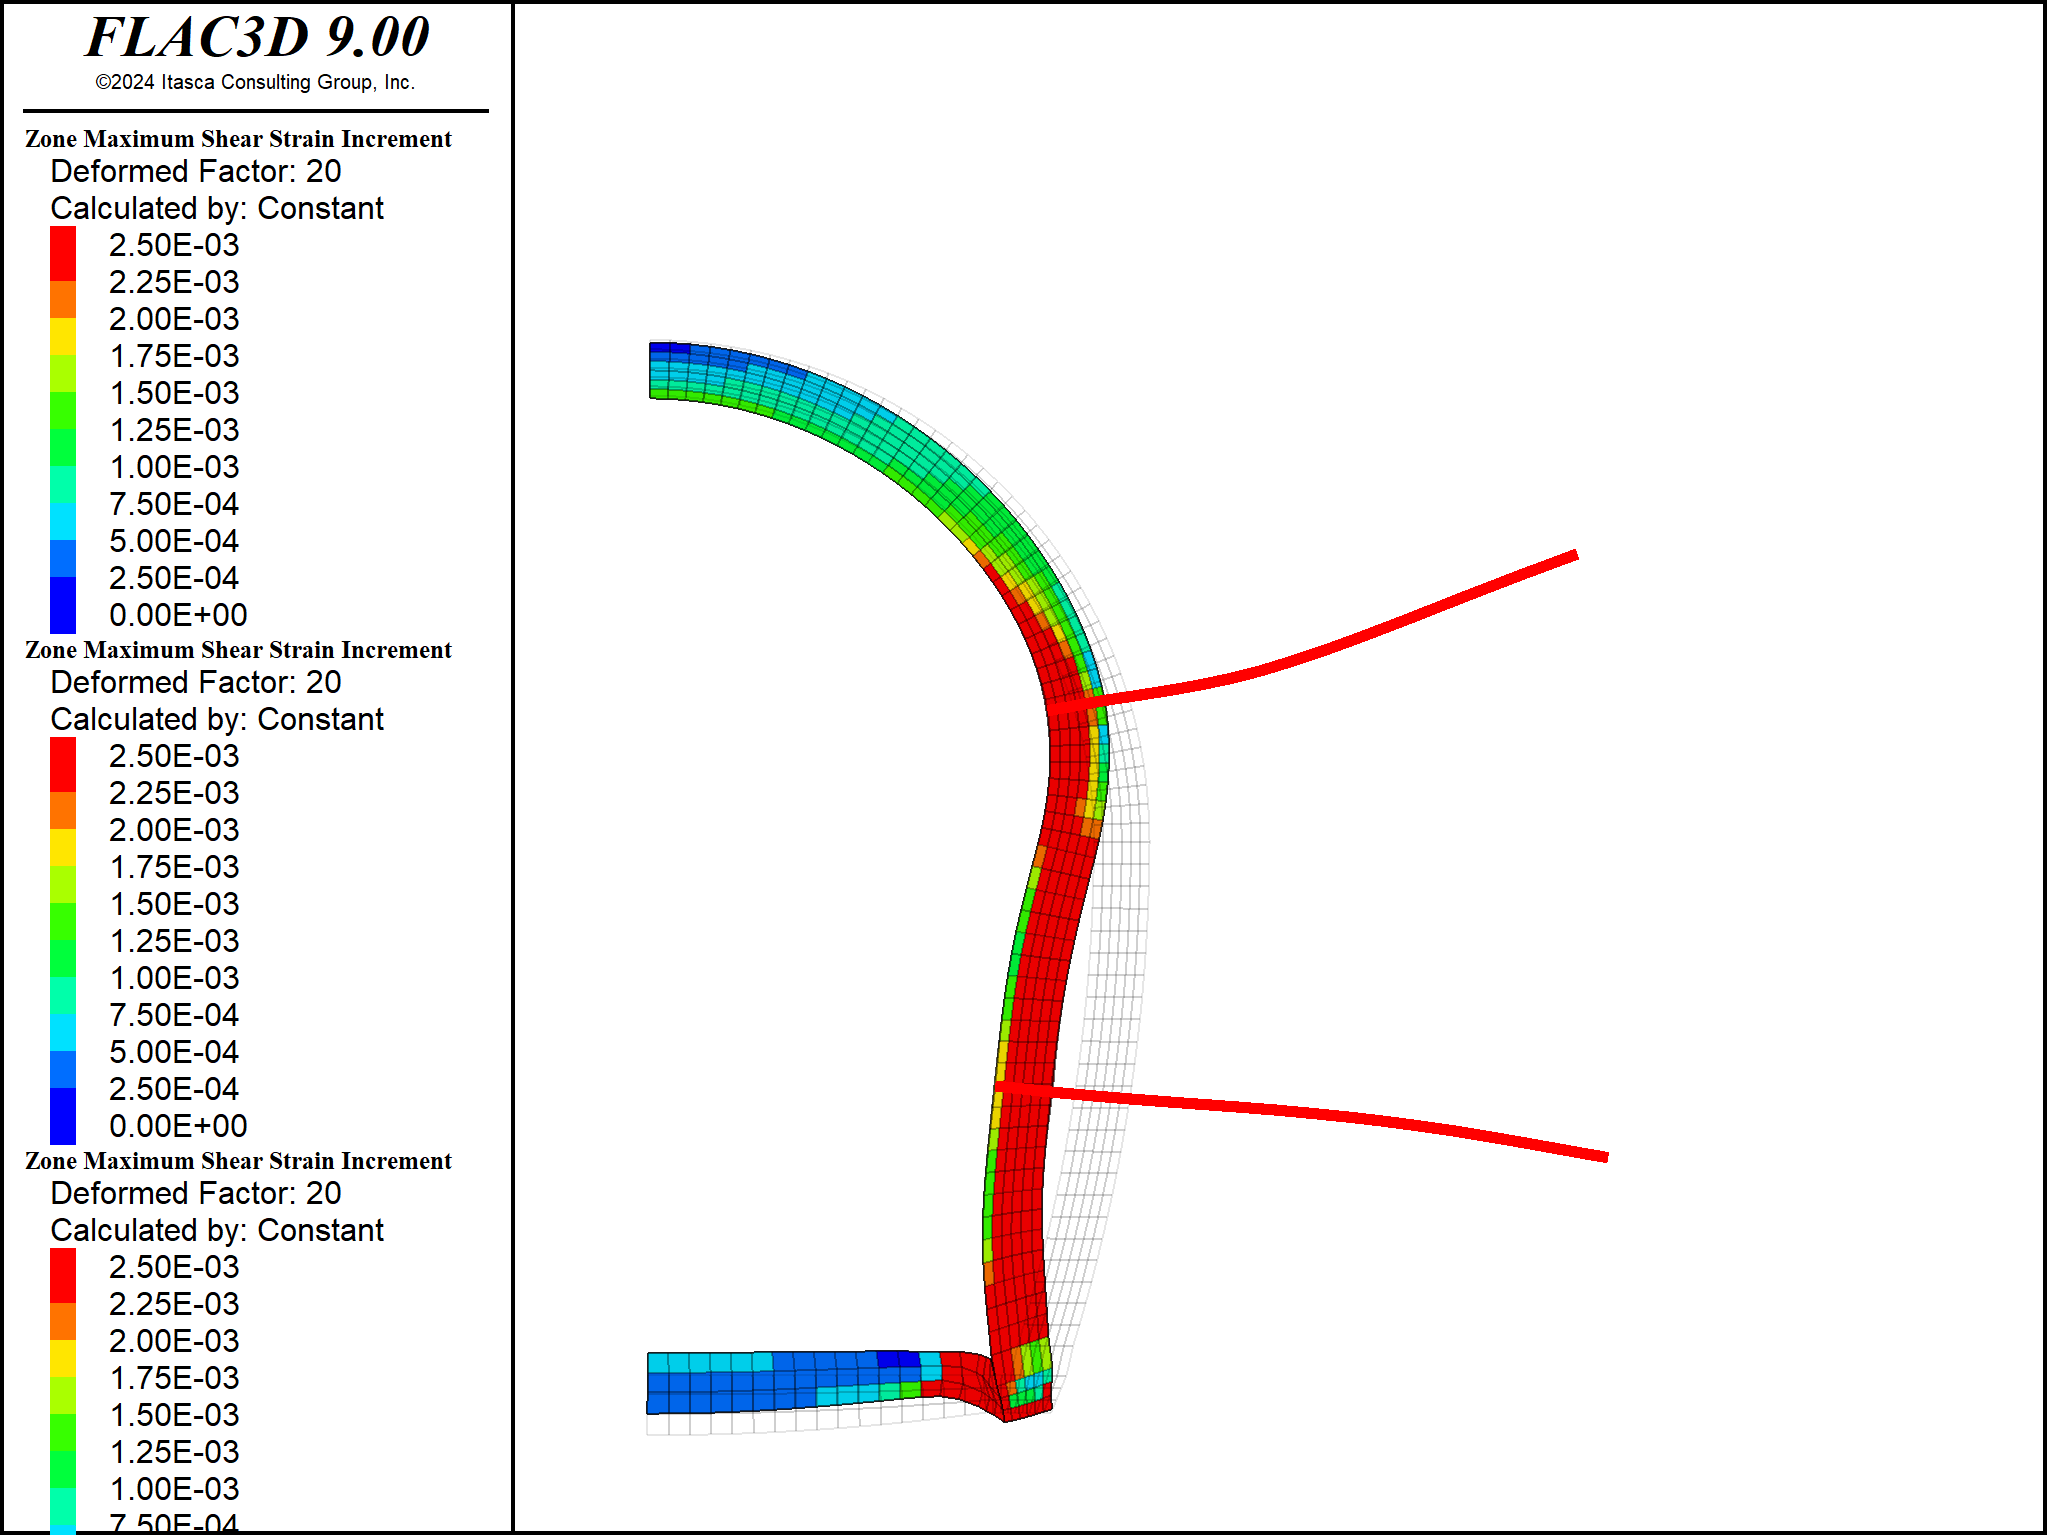 FLAC3D 9.00
©2024 Itasca Consulting Group, Inc.
Zone Maximum Shear Strain Increment
Deformed Factor: 20
Calculated by: Constant
2.50E-03
2.25E-03
2.00E-03
1.75E-03
1.50E-03
1.25E-03
1.00E-03
7.50E-04
5.00E-04
2.50E-04
0.00E+00
Zone Maximum Shear Strain Increment
Deformed Factor: 20
Calculated by: Constant
2.50E-03
2.25E-03
2.00E-03
1.75E-03
1.50E-03
1.25E-03
1.00E-03
7.50E-04
5.00E-04
2.50E-04
0.00E+00
Zone Maximum Shear Strain Increment
Deformed Factor: 20
Calculated by: Constant
2.50E-03
2.25E-03
2.00E-03
1.75E-03
1.50E-03
1.25E-03
1.00E-03
7.50E-04